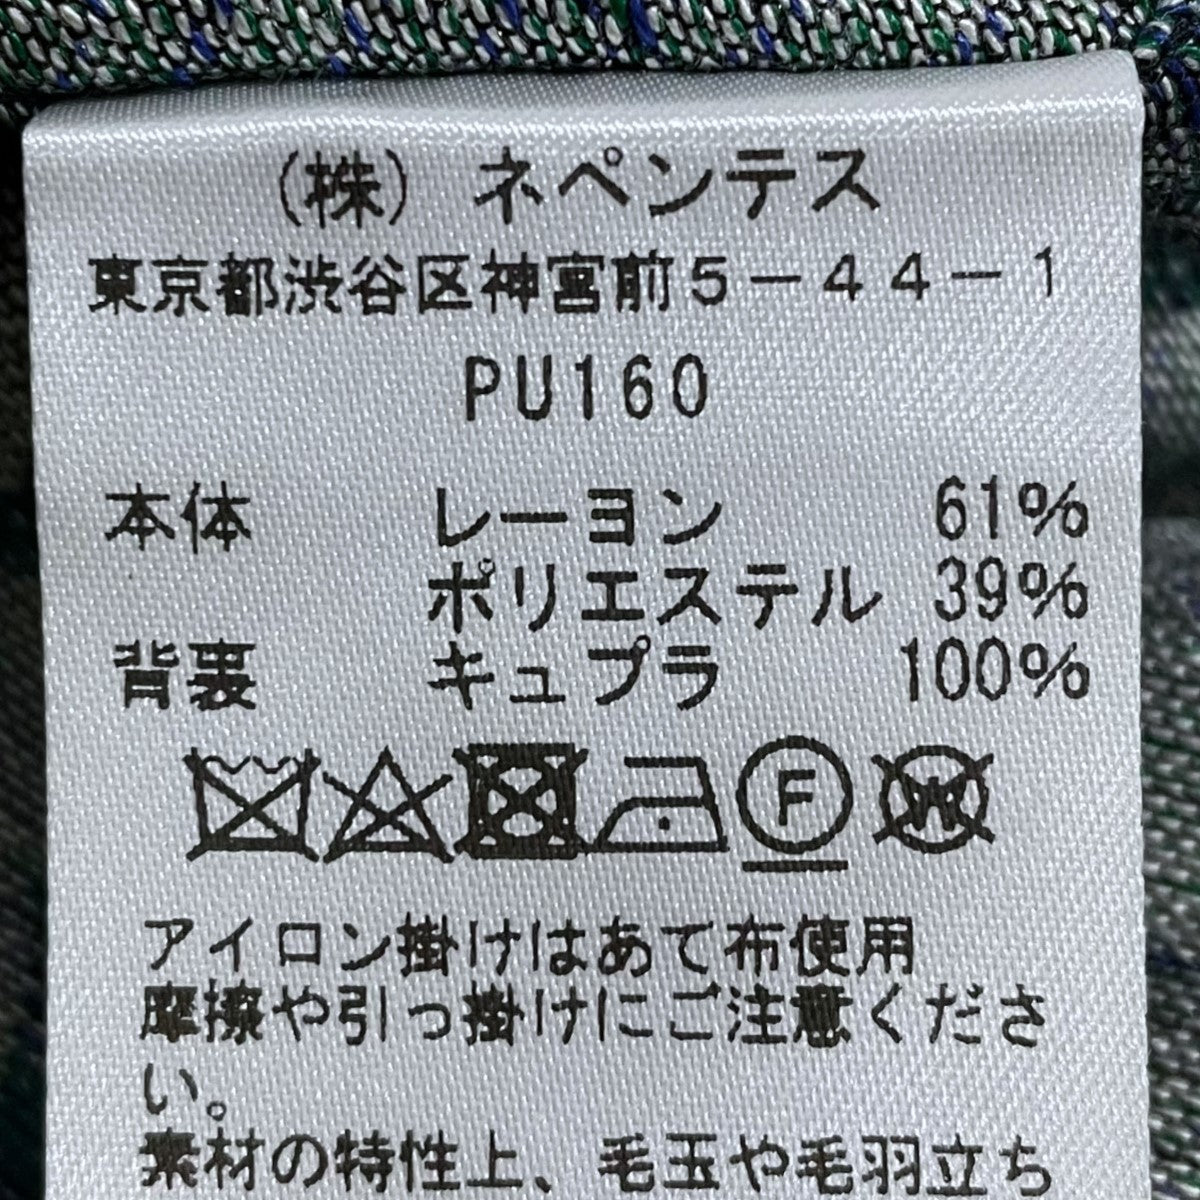 (株) ネペンテス
東京都渋谷区神宮前5-44-1
PU160
本体 レーヨン 61%
ポリエステル 39%
背裏 キュプラ 100%
F W
アイロン掛けはあて布使用
摩擦や引っ掛けにご注意くださ
い。
素材の特性上、毛玉や毛羽立ち